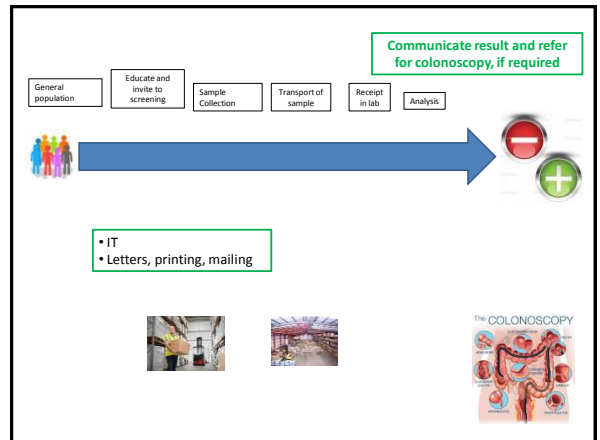 Communicate result and refer
for colonoscopy, if required
General
population
Educate and
invite to
screening
Sample
Collection
Transport of
sample
Receipt
in lab
Analysis
• IT
• Letters, printing, mailing
The COLONOSCOPY